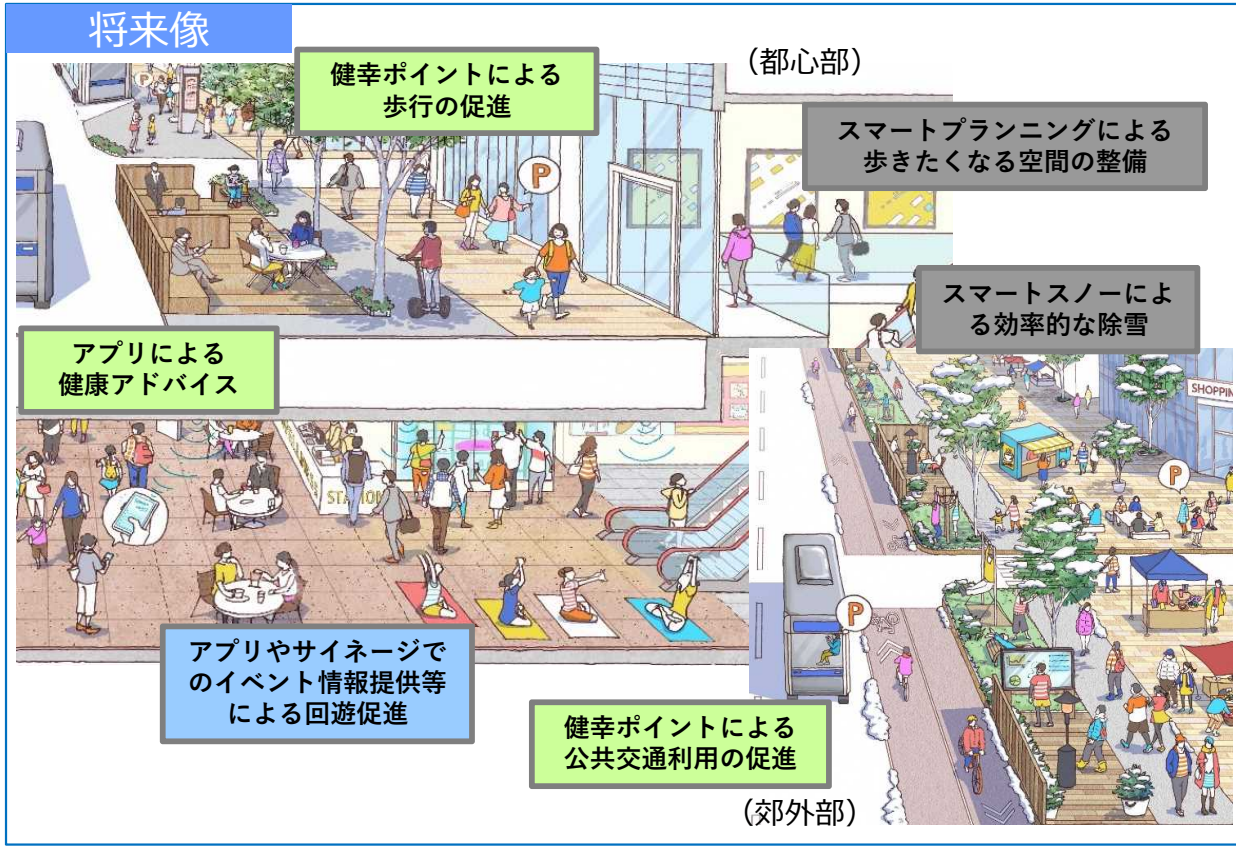 将来像
（都心部）
健幸ポイントによる
歩行の促進
スマートプランニングによる
歩きたくなる空間の整備
P
P
スマートスノーによ
る効率的な除雪
アプリによる
健康アドバイス
SHOPPIN
P
STATION
P
アプリやサイネージで
のイベント情報提供等
による回遊促進
健幸ポイントによる
公共交通利用の促進
（郊外部）